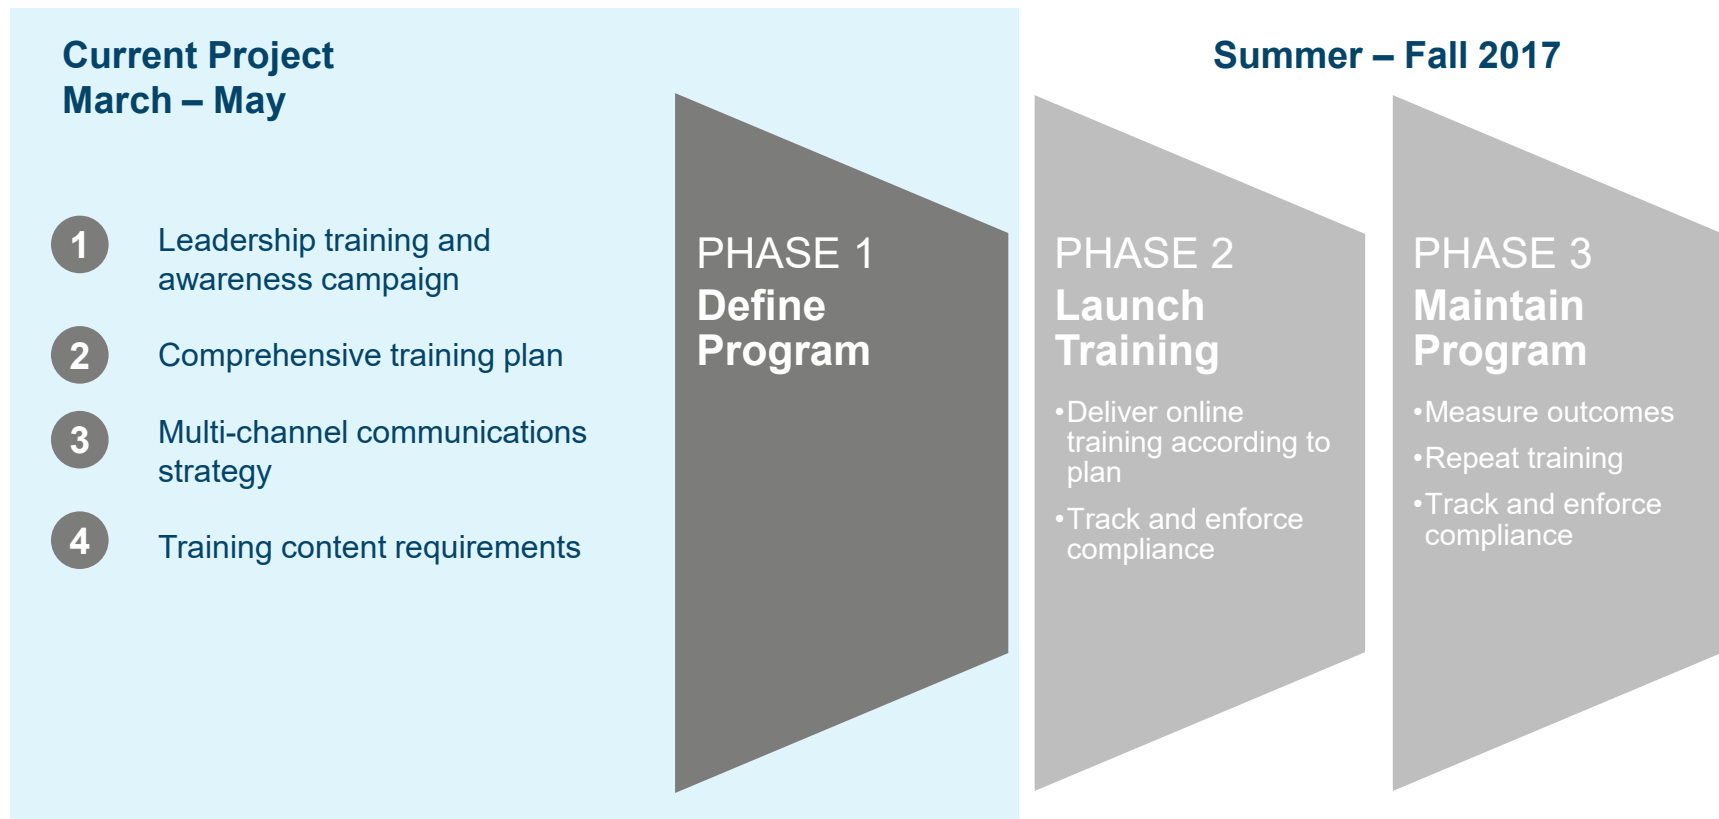 Current Project
March – May
1
Leadership training and
awareness campaign
2
Comprehensive training plan
3
Multi-channel communications
strategy
4
Training content requirements
PHASE 1
Define
Program
Summer – Fall 2017
PHASE 2
Launch
Training
•Deliver online
training according to
plan
•Track and enforce
compliance
PHASE 3
Maintain
Program
•Measure outcomes
•Repeat training
•Track and enforce
compliance